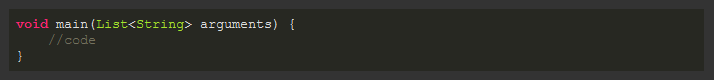 void main(List<String> arguments) {
    //code
}